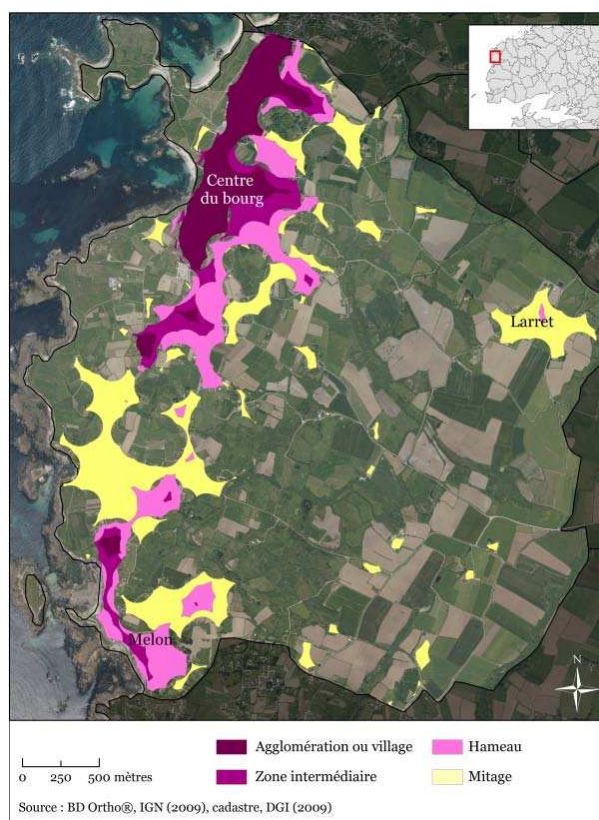 N
Centre
du bourg
Larret
Melon
Agglomération ou village
Hameau
Zone intermédiaire
Mitage
0 250 500 mètres
Source : BD Ortho®, IGN (2009), cadastre, DGI (2009)